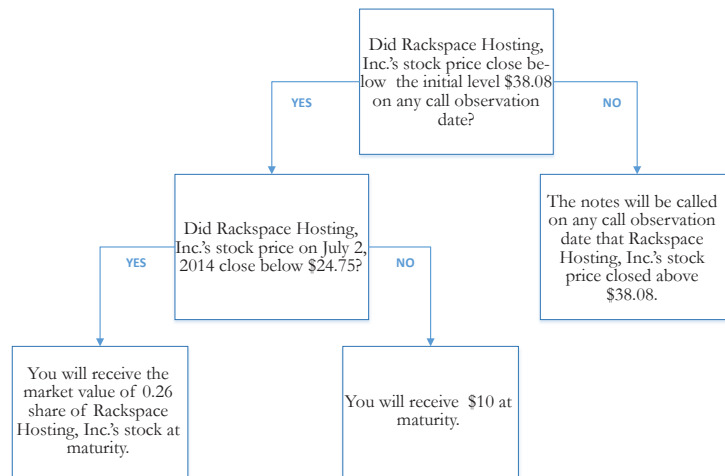 Did Rackspace Hosting,
Inc.'s stock price close be-
low the initial level $38.08
on any call observation
date?
YES
NO
Did Rackspace Hosting,
Inc.'s stock price on July 2,
2014 close below $24.75?
The notes will be called
on any call observation
date that Rackspace
Hosting, Inc.'s stock
price closed above
$38.08.
YES
NO
You will receive the
market value of 0.26
share of Rackspace
Hosting, Inc.'s stock at
maturity.
You will receive $10 at
maturity.